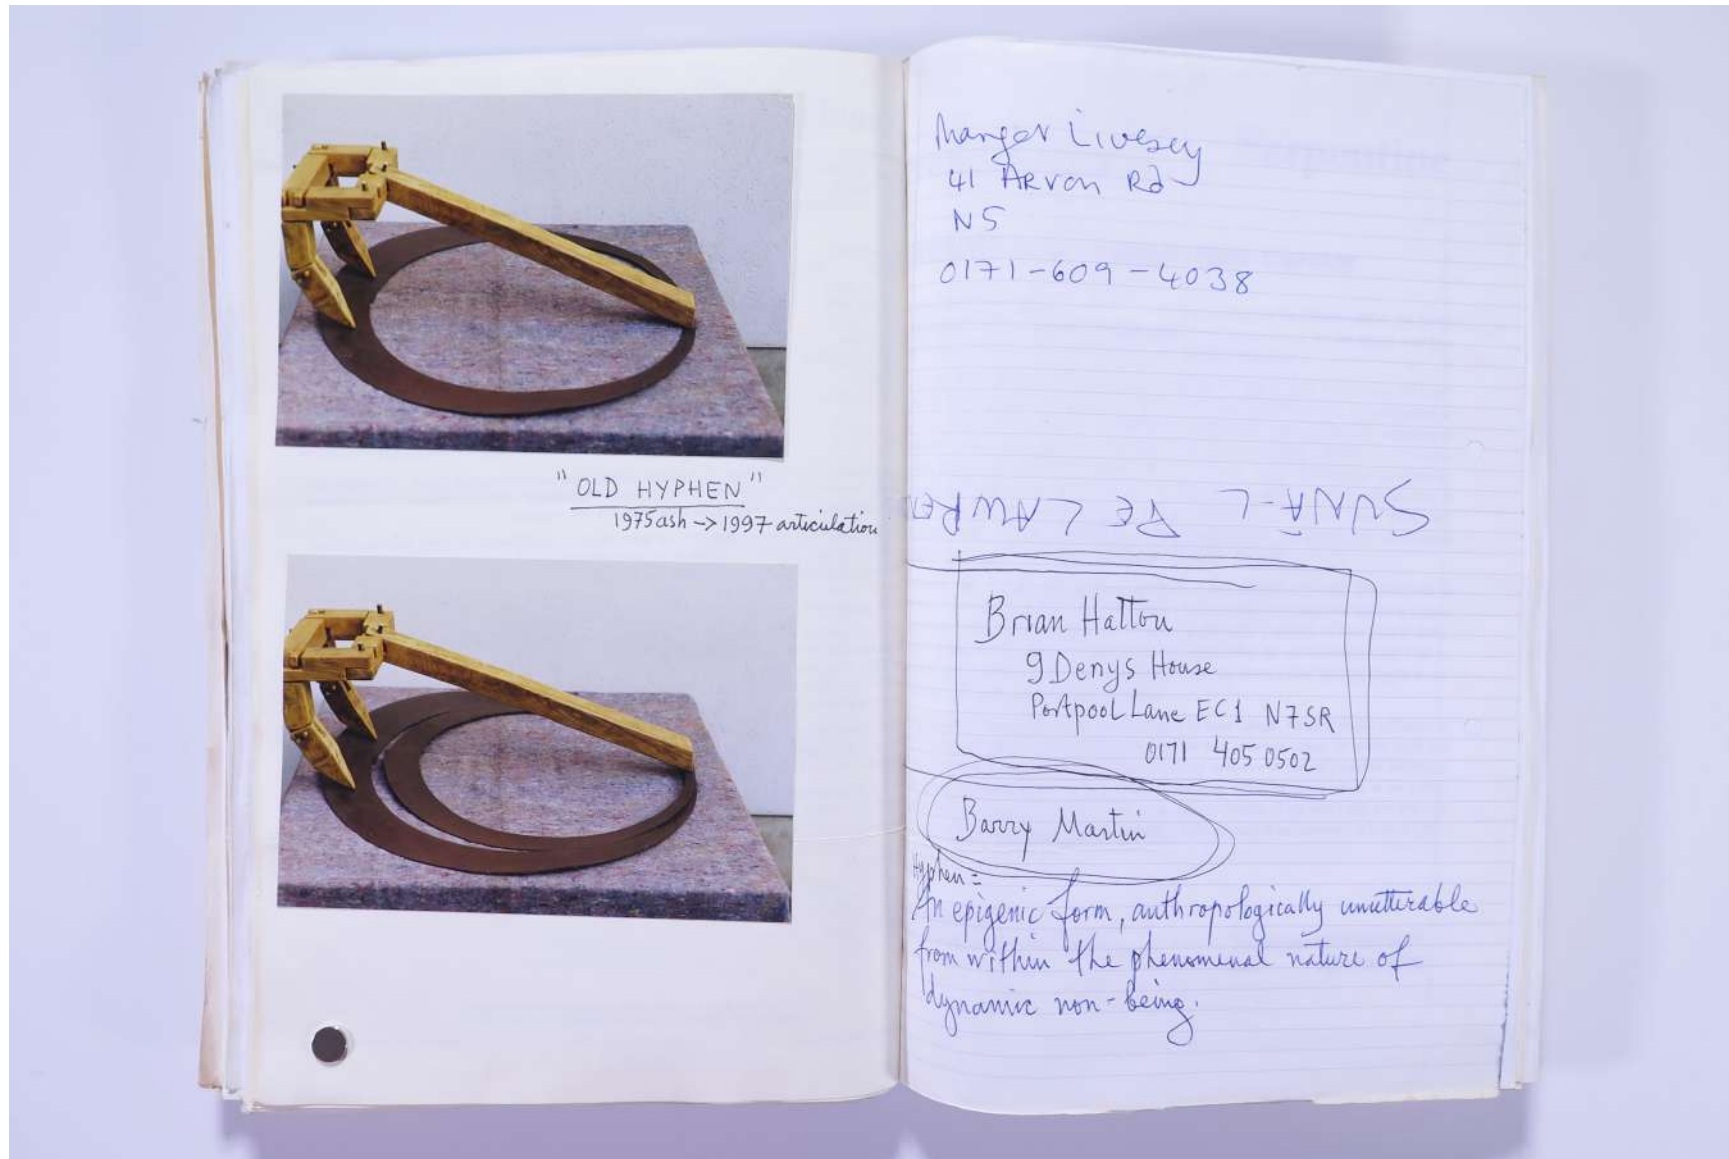 "OLD HYPHEN"
1975 ash -> 1997 articulation
Margot Livesey
41 ARVON Rd
N5
0171-609-4038
Brian Hatton
9 Denys House
Portpool Lane EC1 N7SR
0171 405 0502
Barry Martin
Hyphen =
An epigenic form, anthropologically unutterable
from within the phenomenal nature of
dynamic non-being.